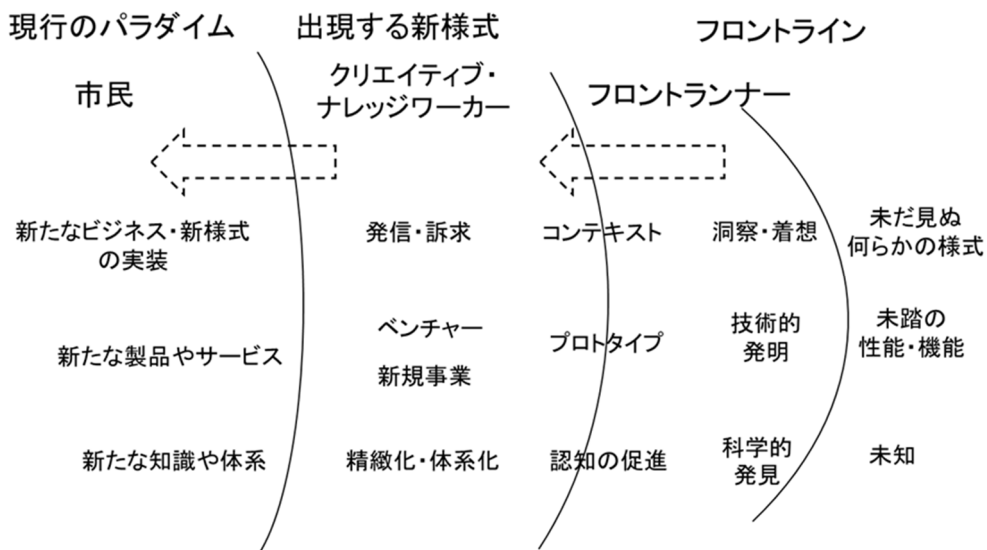 現行のパラダイム
出現する新様式
フロントライン
市民
クリエイティブ・
ナレッジワーカー
フロントランナー
新たなビジネス・新様式
の実装
発信・訴求
コンテキスト
洞察・着想
未だ見ぬ
何らかの様式
新たな製品やサービス
ベンチャー
新規事業
プロトタイプ
技術的
発明
未踏の
性能・機能
新たな知識や体系
精緻化・体系化
認知の促進
科学的
発見
未知